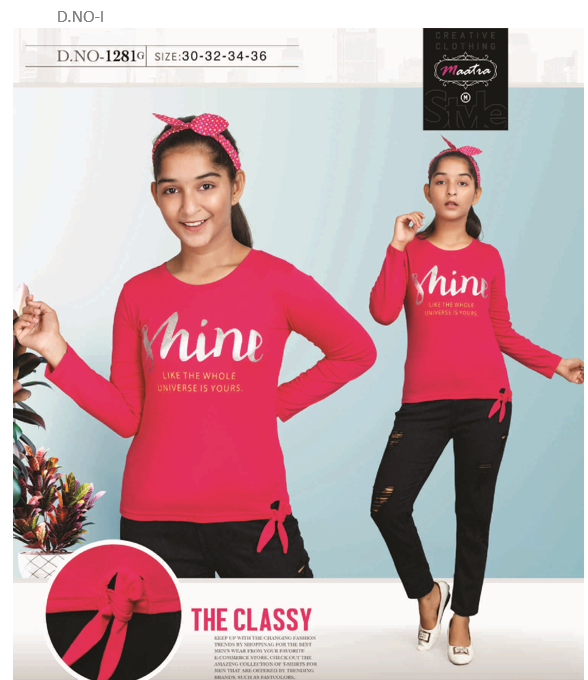 D.NO-I
D.NO-1281G SIZE:30-32-34-36
CREATIVE
CLOTHING
maatra
M
Style
Shine
LIKE THE WHOLE
UNIVERSE IS YOURS.
Shine
LIKE THE WHOLE
UNIVERSE IS YOURS.
THE CLASSY
KEEP UP WITH THE CHANGING FASHION
TRENDS BY SHOPPINAG FOR THE BEST
MEN'S WEAR FROM YOUR FAVORITE
E-COMMERCE STORE. CHECK OUT THE
AMAZING COLLECTION OF T-SHIRTS FOR
MEN THAT ARE OFFERED BY TRENDING
BRANDS, SUCH AS FASTCOLORS.